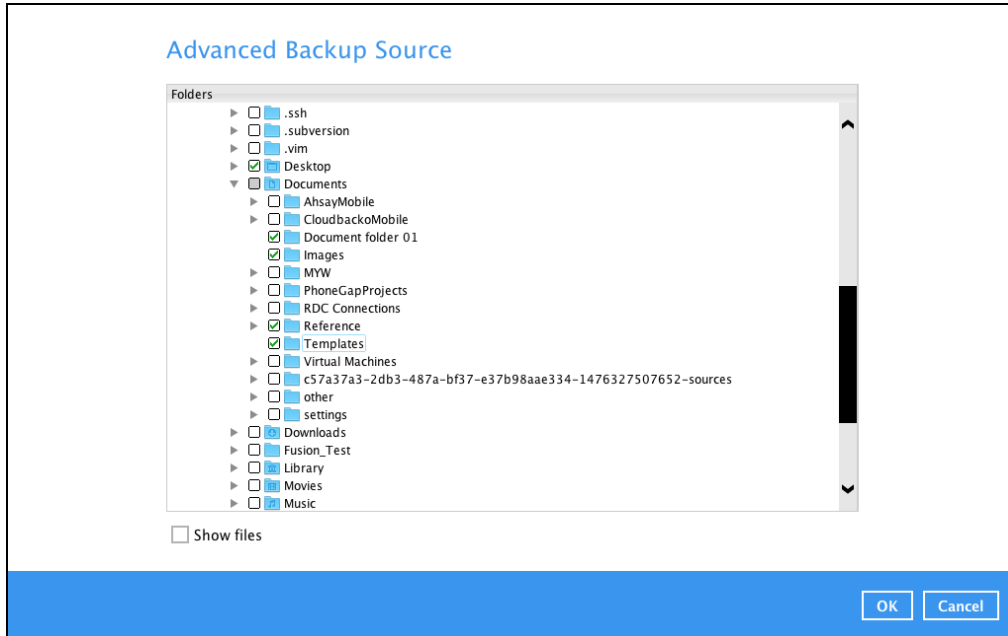 Advanced Backup Source
Folders
.ssh
.subversion
.vim
Desktop
Documents
AhsayMobile
CloudbackoMobile
Document folder 01
Images
MYW
PhoneGapProjects
RDC Connections
Reference
Templates
Virtual Machines
c57a37a3-2db3-487a-bf37-e37b98aae334-1476327507652-sources
other
settings
Downloads
Fusion_Test
Library
Movies
Music
Show files
OK Cancel